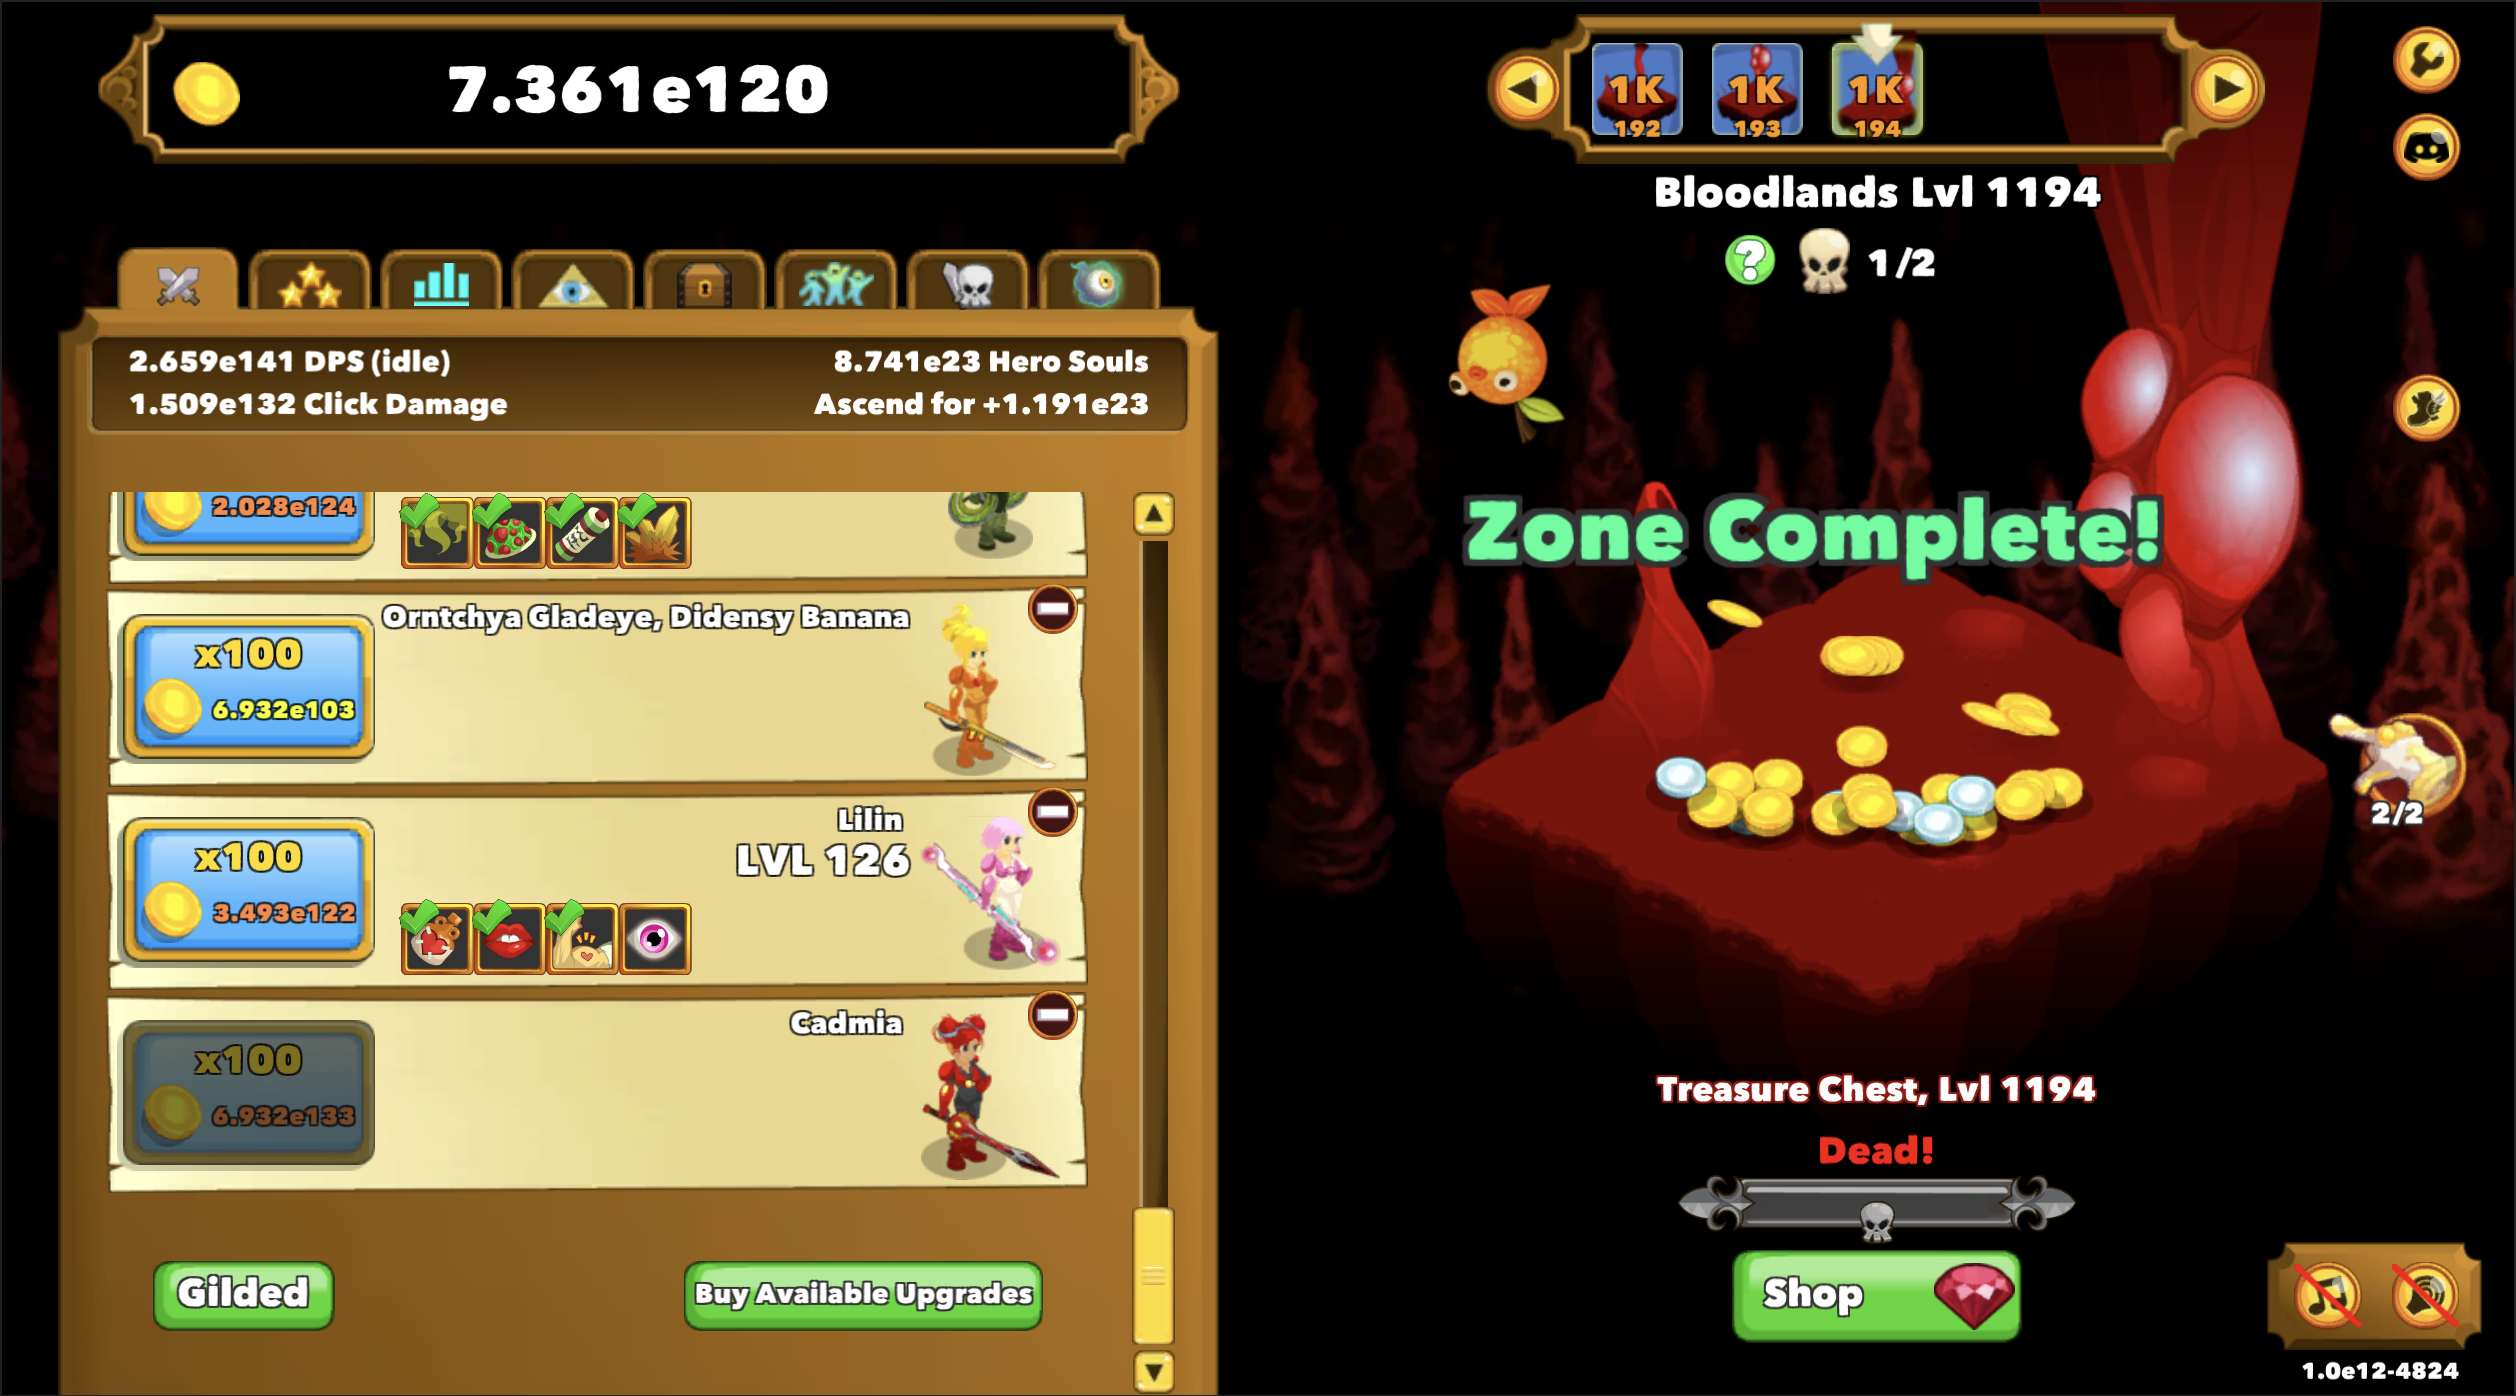 7.361e120
1K
192
1K
193
1K
194
Bloodlands Lvl 1194
?
1/2
2.659e141 DPS (idle)
8.741e23 Hero Souls
1.509e132 Click Damage
Ascend for +1.191e23
2.028e124
Zone Complete!
Orntchya Gladeye, Didensy Banana
x100
6.932e103
Lilin
LVL 126
x100
3.493e122
Cadmia
x100
6.932e133
2/2
Treasure Chest, Lvl 1194
Dead!
Gilded
Buy Available Upgrades
Shop
1.0e12-4824